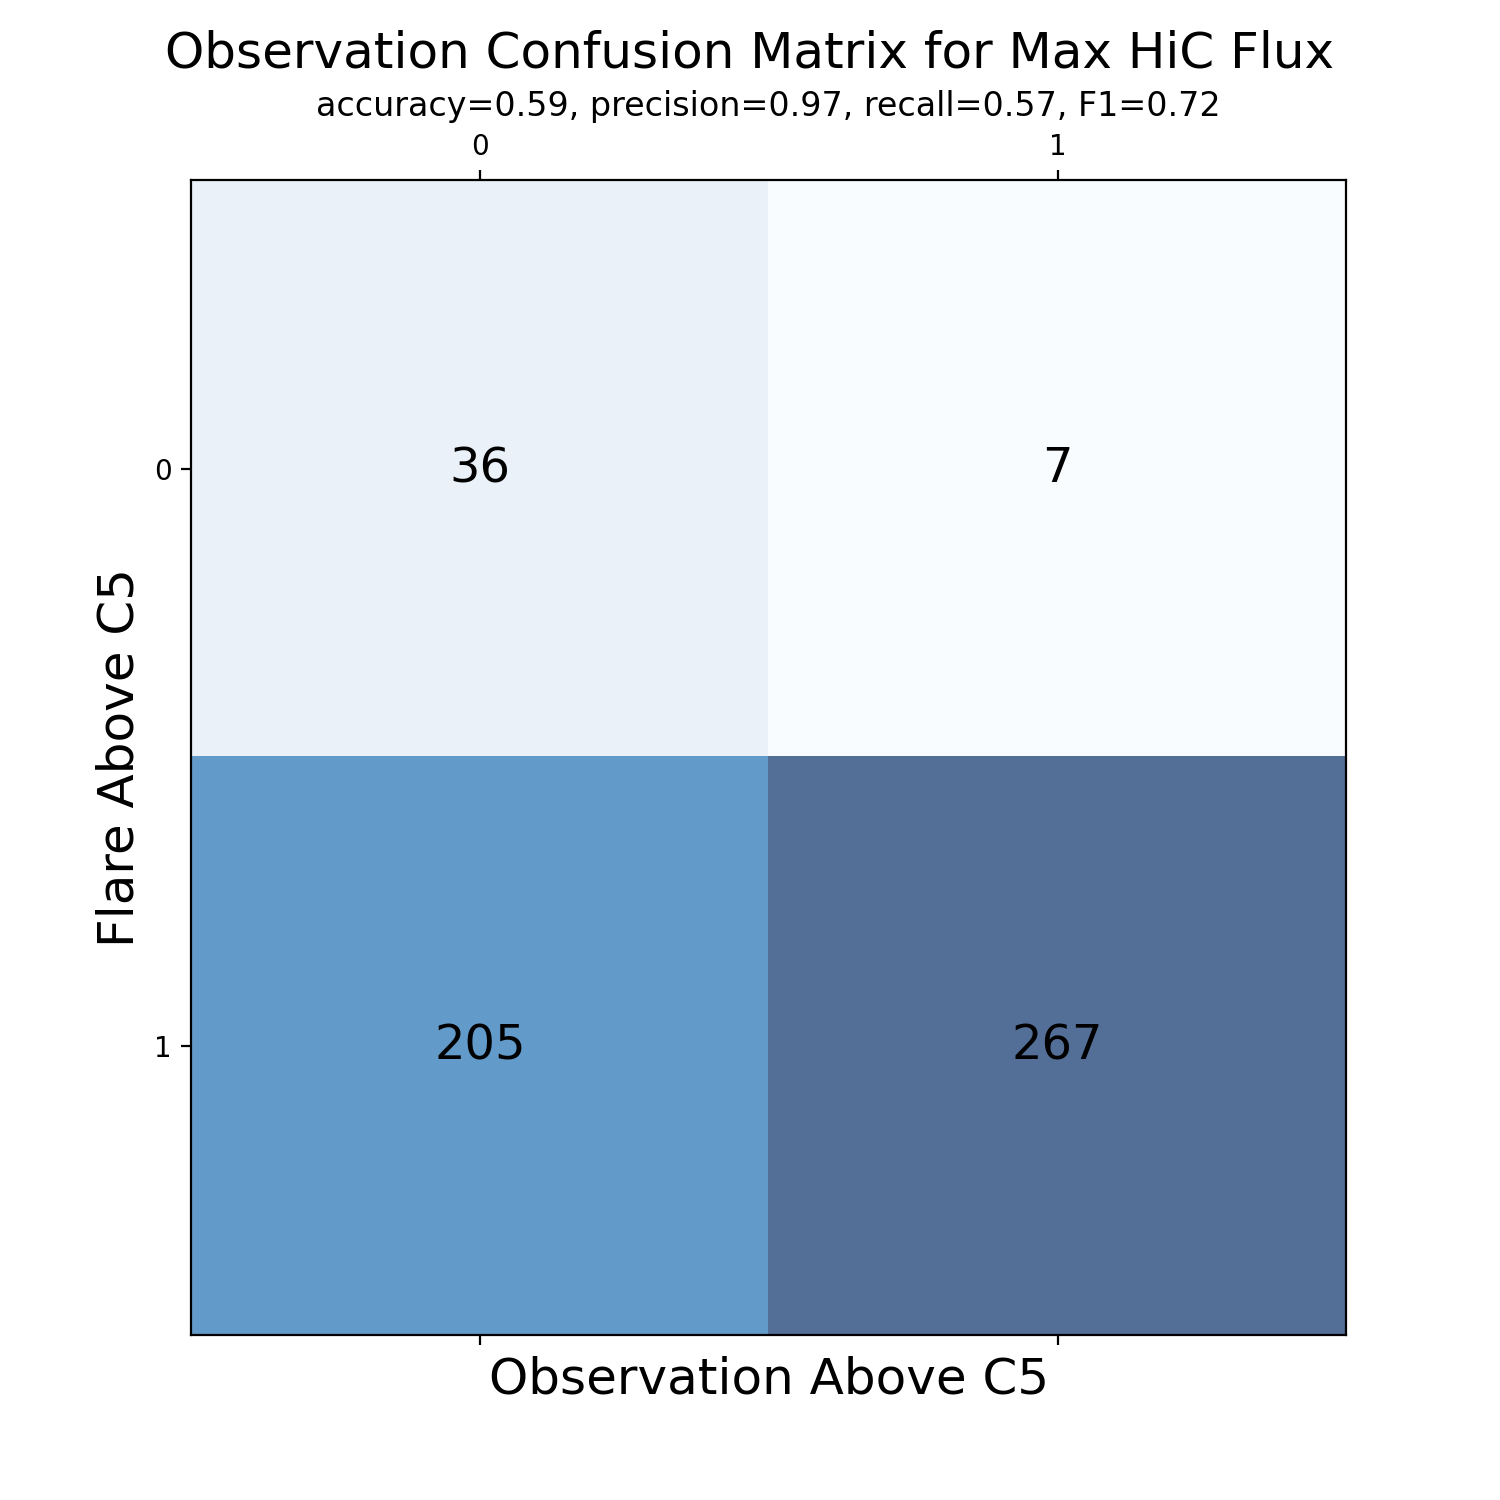 Observation Confusion Matrix for Max HiC Flux
accuracy=0.59, precision=0.97, recall=0.57, F1=0.72
0 1
0 36 7
Flare Above C5
1 205 267
Observation Above C5